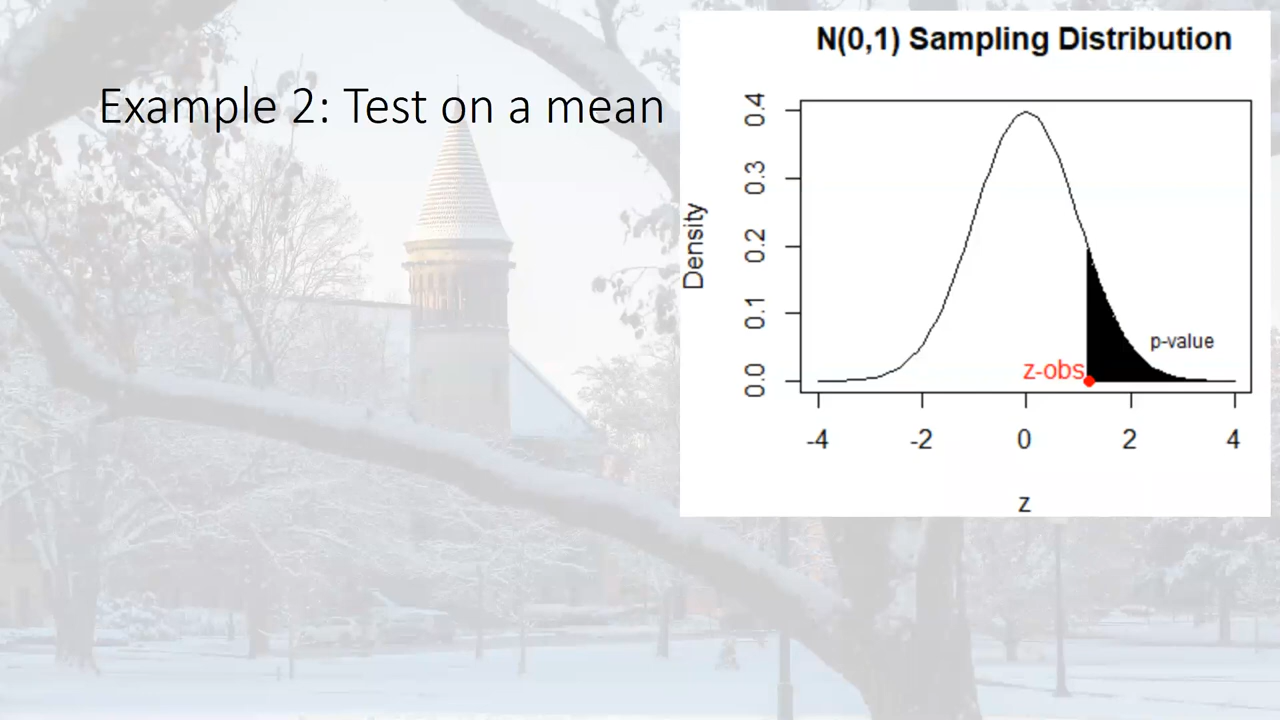 Example 2: Test on a mean
N(0,1) Sampling Distribution
Density
0.4
0.3
0.2
0.1
0.0
p-value
z-obs
-4 -2 0 2 4
z